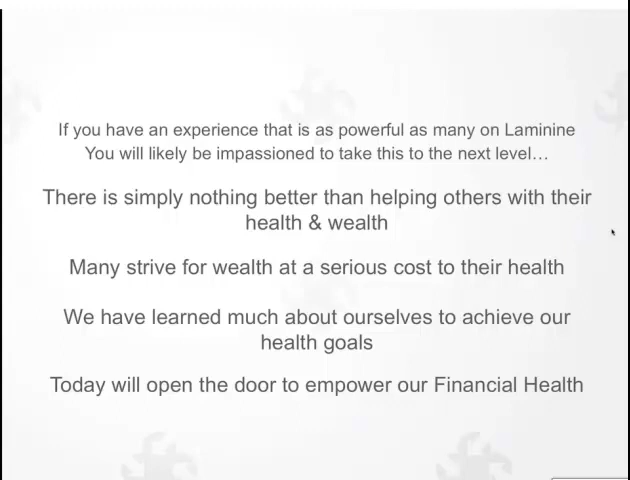 If you have an experience that is as powerful as many on Laminine
You will likely be impassioned to take this to the next level…
There is simply nothing better than helping others with their
health & wealth
Many strive for wealth at a serious cost to their health
We have learned much about ourselves to achieve our
health goals
Today will open the door to empower our Financial Health